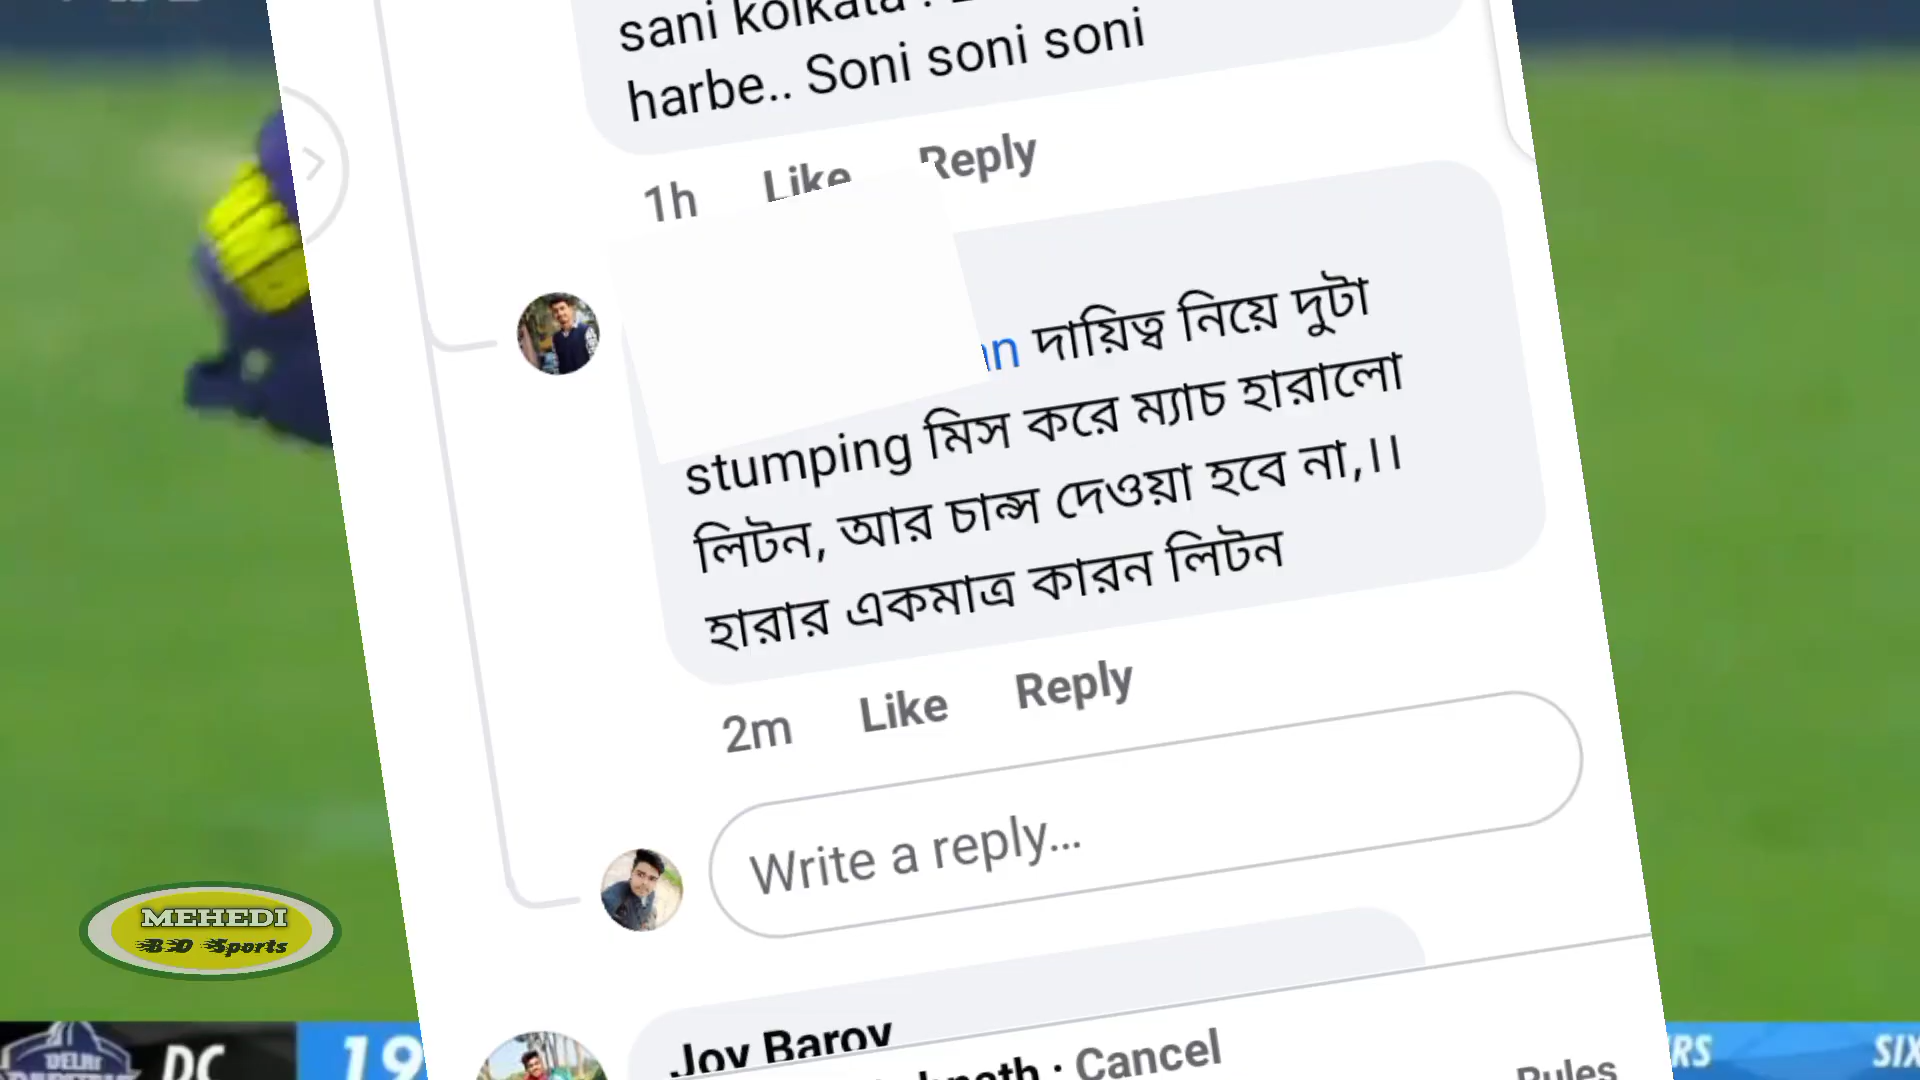 sani kolkata
harbe.. Soni soni soni
1h Like Reply
দায়িত্ব নিয়ে দুটা
stumping মিস করে ম্যাচ হারালো
লিটন, আর চান্স দেওয়া হবে না,।।
হারার একমাত্র কারন লিটন
2m Like Reply
Write a reply...
MEHEDI
BD Sports
Joy Baroy
· Cancel
Rules
DELHI
DC 19
SIX